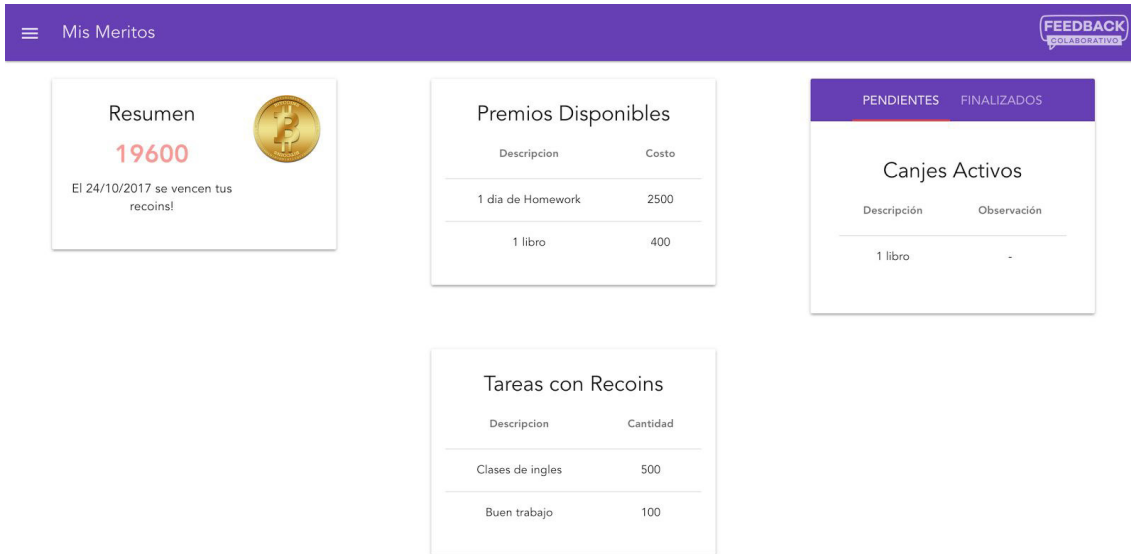 Mis Meritos
FEEDBACK
COLABORATIVO
Resumen
19600
El 24/10/2017 se vencen tus
recoins!
Premios Disponibles
Descripcion Costo
1 dia de Homework 2500
1 libro 400
PENDIENTES FINALIZADOS
Canjes Activos
Descripción Observación
1 libro -
Tareas con Recoins
Descripcion Cantidad
Clases de ingles 500
Buen trabajo 100